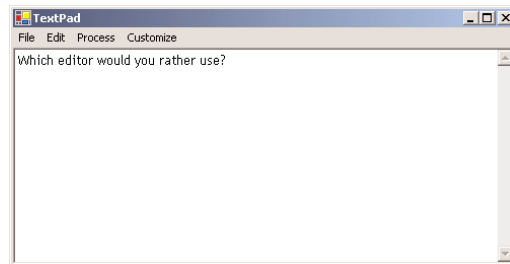 TextPad
File Edit Process Customize
Which editor would you rather use?